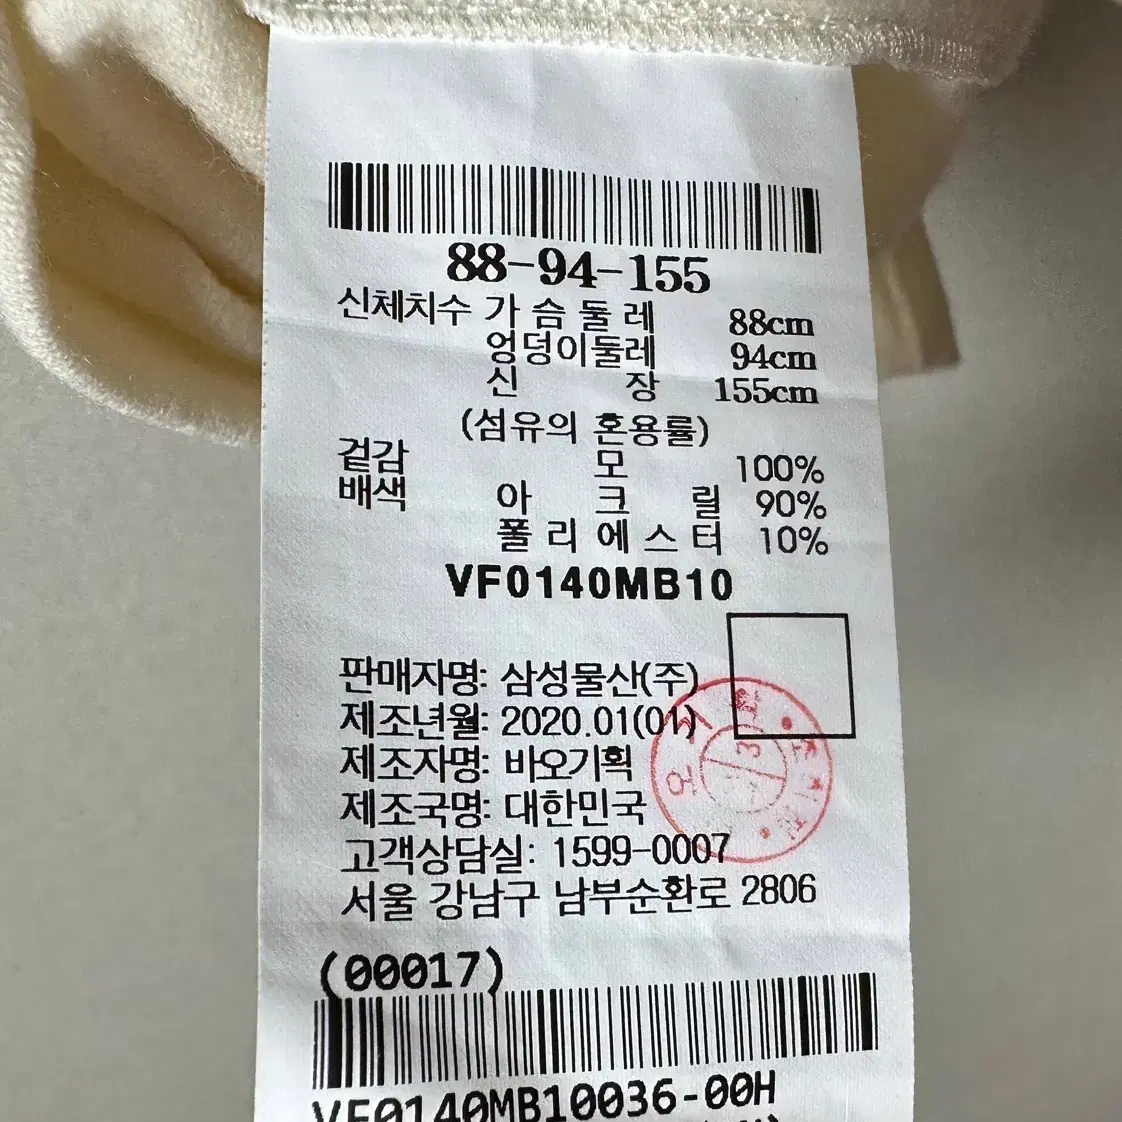 88-94-155
신체치수 가슴둘레 88cm
엉덩이둘레 94cm
신장 155cm
(섬유의 혼용률)
겉감 모 100%
배색 아크릴 90%
폴리에스터 10%
VF0140MB10
판매자명: 삼성물산(주)
제조년월: 2020.01(01)
제조자명: 바오기획
제조국명: 대한민국
고객상담실: 1599-0007
서울 강남구 남부순환로 2806
(00017)
VF0140MB10036-00H